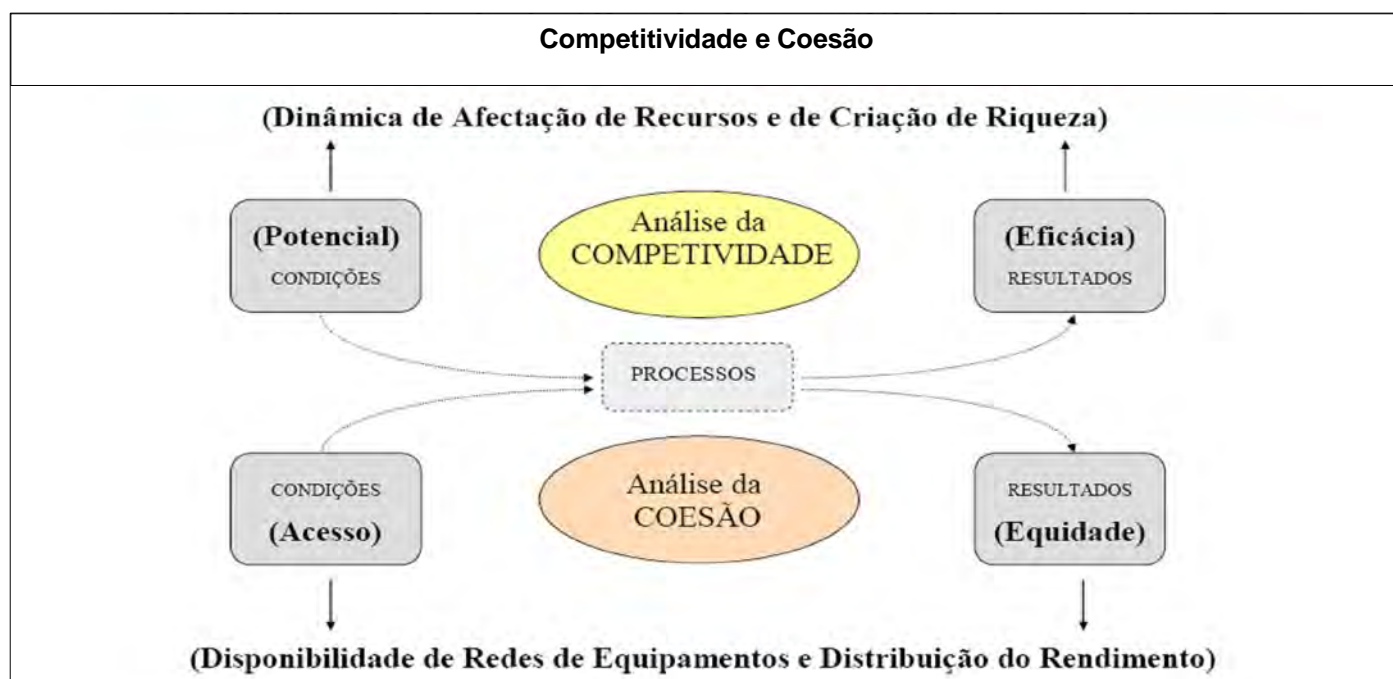 Competitividade e Coesão
(Dinâmica de Afectação de Recursos e de Criação de Riqueza)
(Potencial)
CONDIÇÕES
Análise da
COMPETIVIDADE
(Eficácia)
RESULTADOS
PROCESSOS
CONDIÇÕES
(Acesso)
Análise da
COESÃO
RESULTADOS
(Equidade)
(Disponibilidade de Redes de Equipamentos e Distribuição do Rendimento)